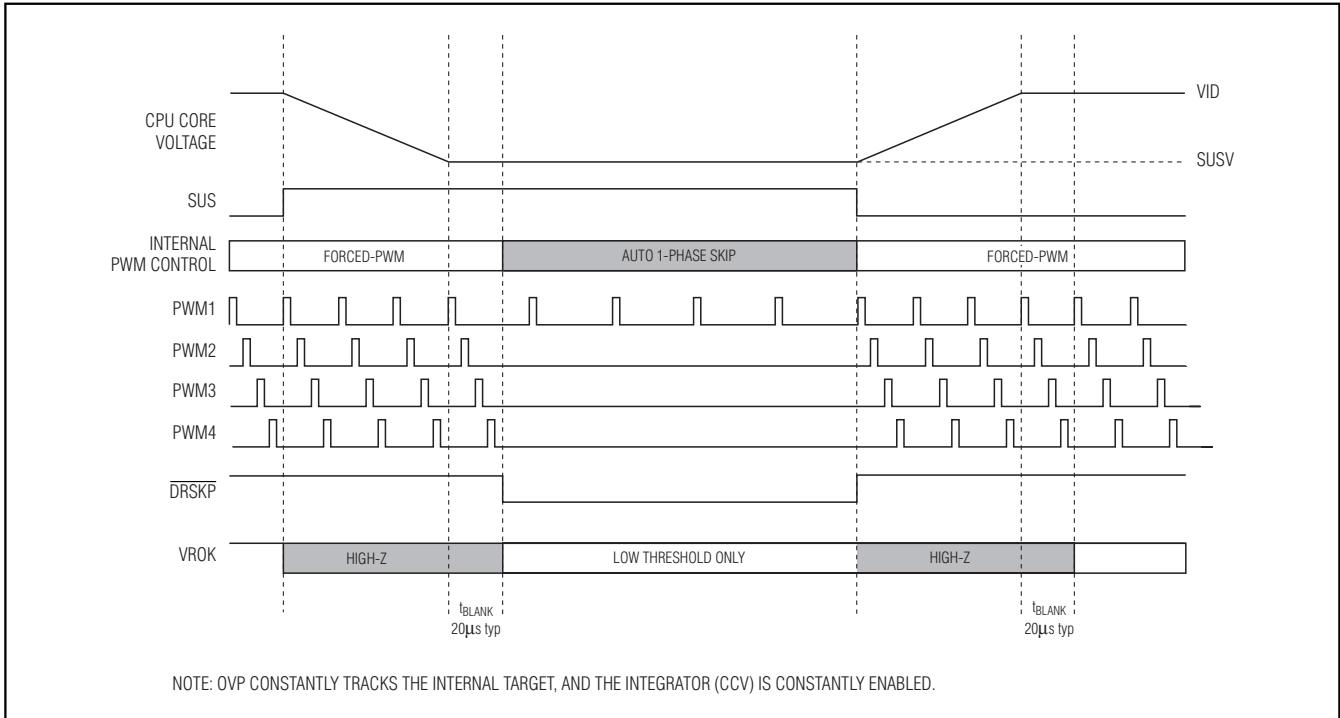 CPU CORE
VOLTAGE
VID
SUSV
SUS
INTERNAL
PWM CONTROL
FORCED-PWM
AUTO 1-PHASE SKIP
FORCED-PWM
PWM1
PWM2
PWM3
PWM4
DRSKP
VROK
HIGH-Z
LOW THRESHOLD ONLY
HIGH-Z
tBLANK
20μs typ
tBLANK
20μs typ
NOTE: OVP CONSTANTLY TRACKS THE INTERNAL TARGET, AND THE INTEGRATOR (CCV) IS CONSTANTLY ENABLED.